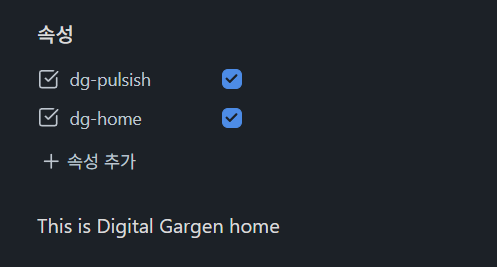 속성
dg-pulsish
dg-home
속성 추가
This is Digital Gargen home